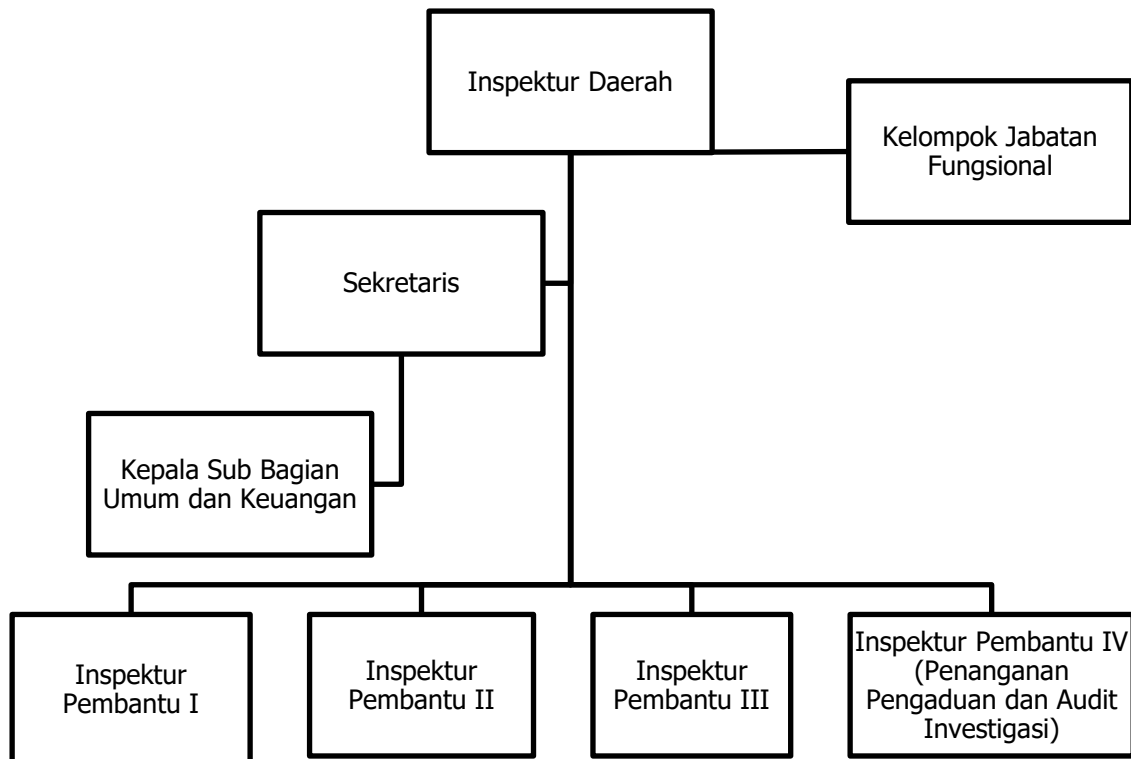 Inspektur Daerah
Kelompok Jabatan
Fungsional
Sekretaris
Kepala Sub Bagian
Umum dan Keuangan
Inspektur
Pembantu I
Inspektur
Pembantu II
Inspektur
Pembantu III
Inspektur Pembantu IV
(Penanganan
Pengaduan dan Audit
Investigasi)